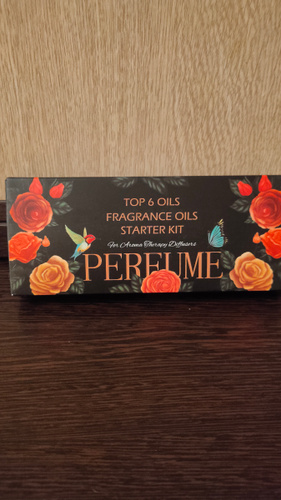 TOP 6 OILS
FRAGRANCE OILS
STARTER KIT
For Aroma Therapy Diffusers
PERFUME